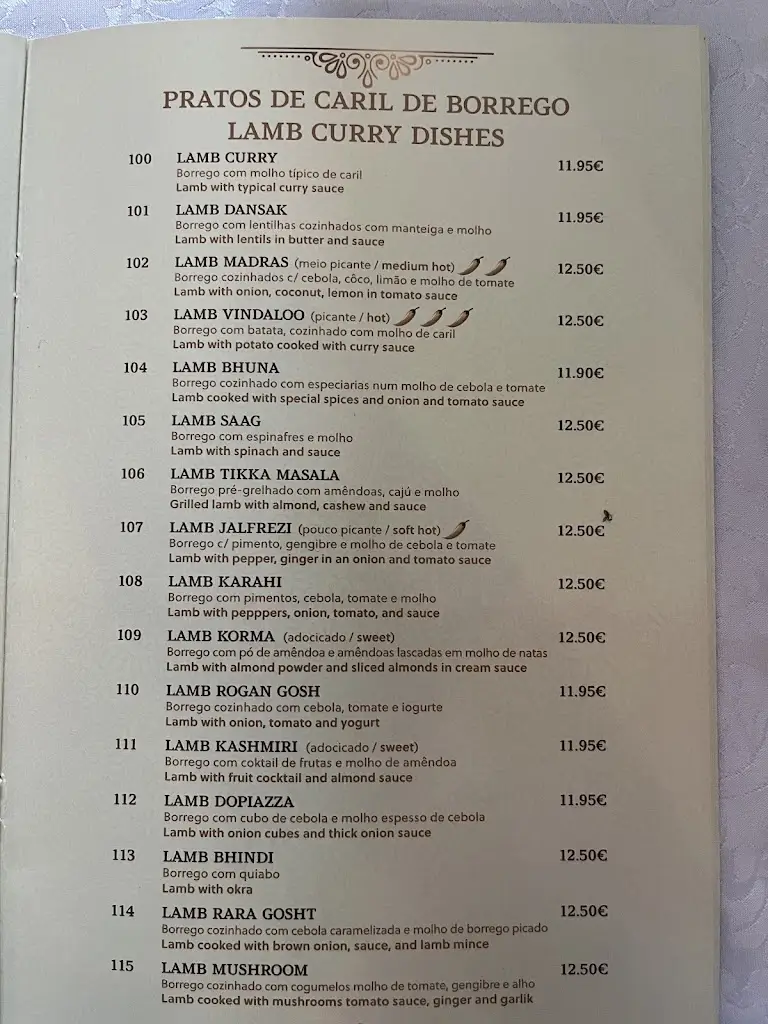 PRATOS DE CARIL DE BORREGO
LAMB CURRY DISHES
100 LAMB CURRY 11.95€
Borrego com molho típico de caril
Lamb with typical curry sauce
101 LAMB DANSAK 11.95€
Borrego com lentilhas cozinhados com manteiga e molho
Lamb with lentils in butter and sauce
102 LAMB MADRAS (meio picante / medium hot) 12.50€
Borrego cozinhados c/ cebola, côco, limão e molho de tomate
Lamb with onion, coconut, lemon in tomato sauce
103 LAMB VINDALOO (picante / hot) 12.50€
Borrego com batata, cozinhado com molho de caril
Lamb with potato cooked with curry sauce
104 LAMB BHUNA 11.90€
Borrego cozinhado com especiarias num molho de cebola e tomate
Lamb cooked with special spices and onion and tomato sauce
105 LAMB SAAG 12.50€
Borrego com espinafres e molho
Lamb with spinach and sauce
106 LAMB TIKKA MASALA 12.50€
Borrego pré-grelhado com amêndoas, cajú e molho
Grilled lamb with almond, cashew and sauce
107 LAMB JALFREZI (pouco picante / soft hot) 12.50€
Borrego c/ pimento, gengibre e molho de cebola e tomate
Lamb with pepper, ginger in an onion and tomato sauce
108 LAMB KARAHI 12.50€
Borrego com pimentos, cebola, tomate e molho
Lamb with pepppers, onion, tomato, and sauce
109 LAMB KORMA (adocicado / sweet) 12.50€
Borrego com pó de amêndoa e amêndoas lascadas em molho de natas
Lamb with almond powder and sliced almonds in cream sauce
110 LAMB ROGAN GOSH 11.95€
Borrego cozinhado com cebola, tomate e iogurte
Lamb with onion, tomato and yogurt
111 LAMB KASHMIRI (adocicado / sweet) 11.95€
Borrego com coktail de frutas e molho de amêndoa
Lamb with fruit cocktail and almond sauce
112 LAMB DOPIAZZA 11.95€
Borrego com cubo de cebola e molho espesso de cebola
Lamb with onion cubes and thick onion sauce
113 LAMB BHINDI 12.50€
Borrego com quiabo
Lamb with okra
114 LAMB RARA GOSHT 12.50€
Borrego cozinhado com cebola caramelizada e molho de borrego picado
Lamb cooked with brown onion, sauce, and lamb mince
115 LAMB MUSHROOM 12.50€
Borrego cozinhado com cogumelos molho de tomate, gengibre e alho
Lamb cooked with mushrooms tomato sauce, ginger and garlik